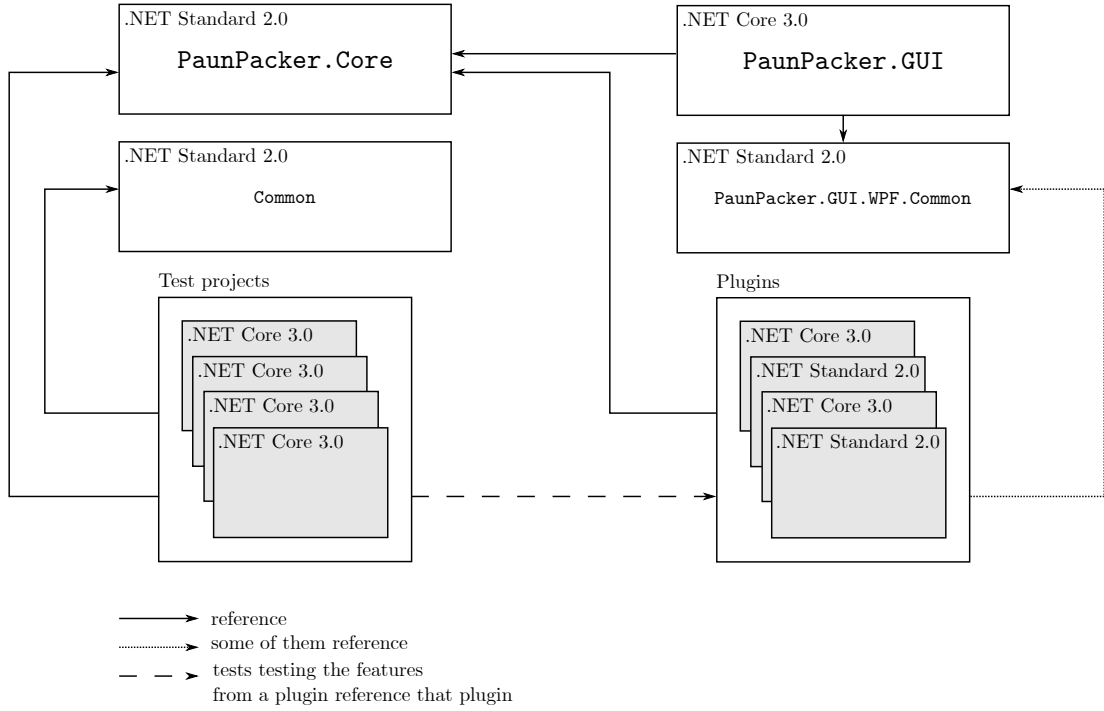 .NET Standard 2.0
PaunPacker.Core
.NET Core 3.0
PaunPacker.GUI
.NET Standard 2.0
Common
.NET Standard 2.0
PaunPacker.GUI.WPF.Common
Test projects
.NET Core 3.0
.NET Core 3.0
.NET Core 3.0
.NET Core 3.0
Plugins
.NET Core 3.0
.NET Standard 2.0
.NET Core 3.0
.NET Standard 2.0
reference
some of them reference
tests testing the features
from a plugin reference that plugin